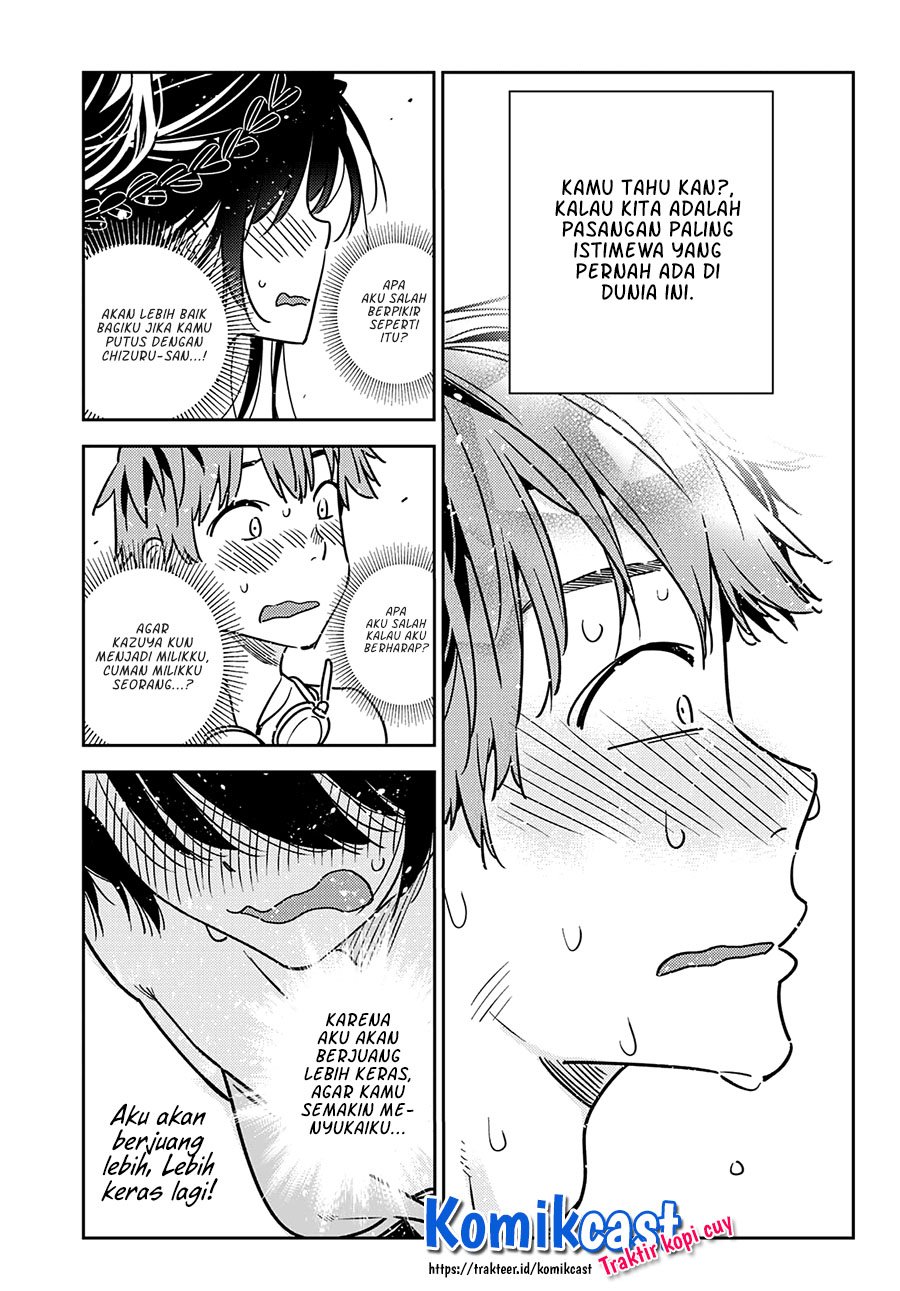 KAMU TAHU KAN?,
KALAU KITA ADALAH
PASANGAN PALING
ISTIMEWA YANG
PERNAH ADA DI
DUNIA INI.
APA
AKU SALAH
BERPIKIR
SEPERTI
ITU?
AKAN LEBIH BAIK
BAGIKU JIKA KAMU
PUTUS DENGAN
CHIZURU-SAN...!
APA
AKU SALAH
KALAU AKU
BERHARAP?
AGAR
KAZUYA KUN
MENJADI MILIKKU,
CUMAN MILIKKU
SEORANG...?
KARENA
AKU AKAN
BERJUANG
LEBIH KERAS,
AGAR KAMU
SEMAKIN ME-
NYUKAIKU...
Aku akan
berjuang
lebih, Lebih
keras lagi!
Komikcast
Traktir kopi cuy
https://trakteer.id/komikcast